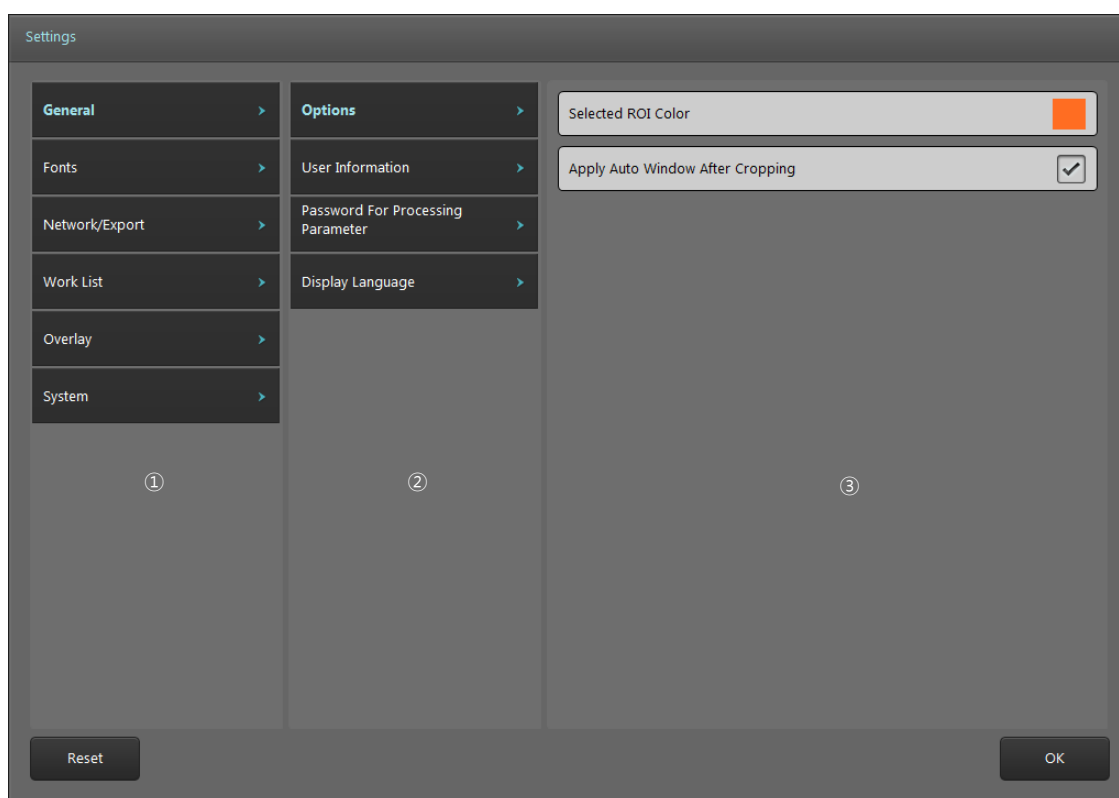 Settings
General
Fonts
Network/Export
Work List
Overlay
System
①
Options
User Information
Password For Processing
Parameter
Display Language
②
Selected ROI Color
Apply Auto Window After Cropping
③
Reset
OK